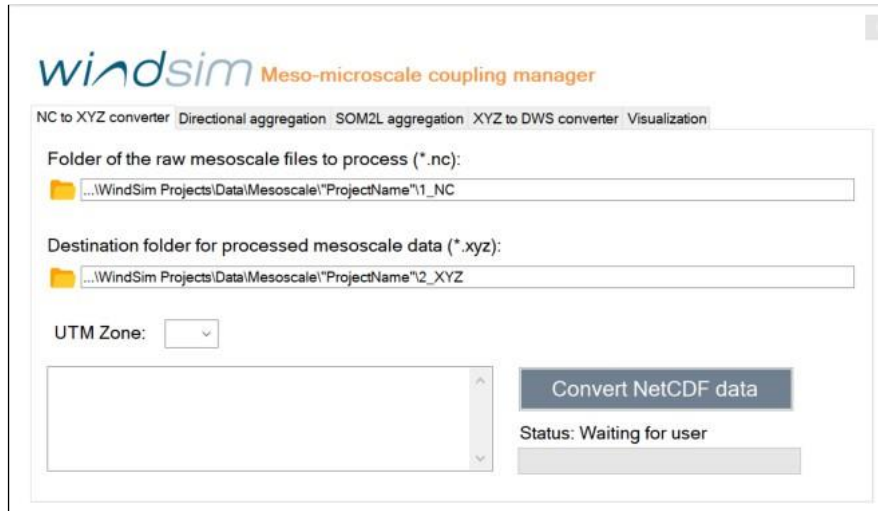 windsim Meso-microscale coupling manager
NC to XYZ converter Directional aggregation SOM2L aggregation XYZ to DWS converter Visualization
Folder of the raw mesoscale files to process (*.nc):
...\WindSim Projects\Data\Mesoscale\"ProjectName"\1_NC
Destination folder for processed mesoscale data (*.xyz):
...\WindSim Projects\Data\Mesoscale\"ProjectName"\2_XYZ
UTM Zone:
Convert NetCDF data
Status: Waiting for user